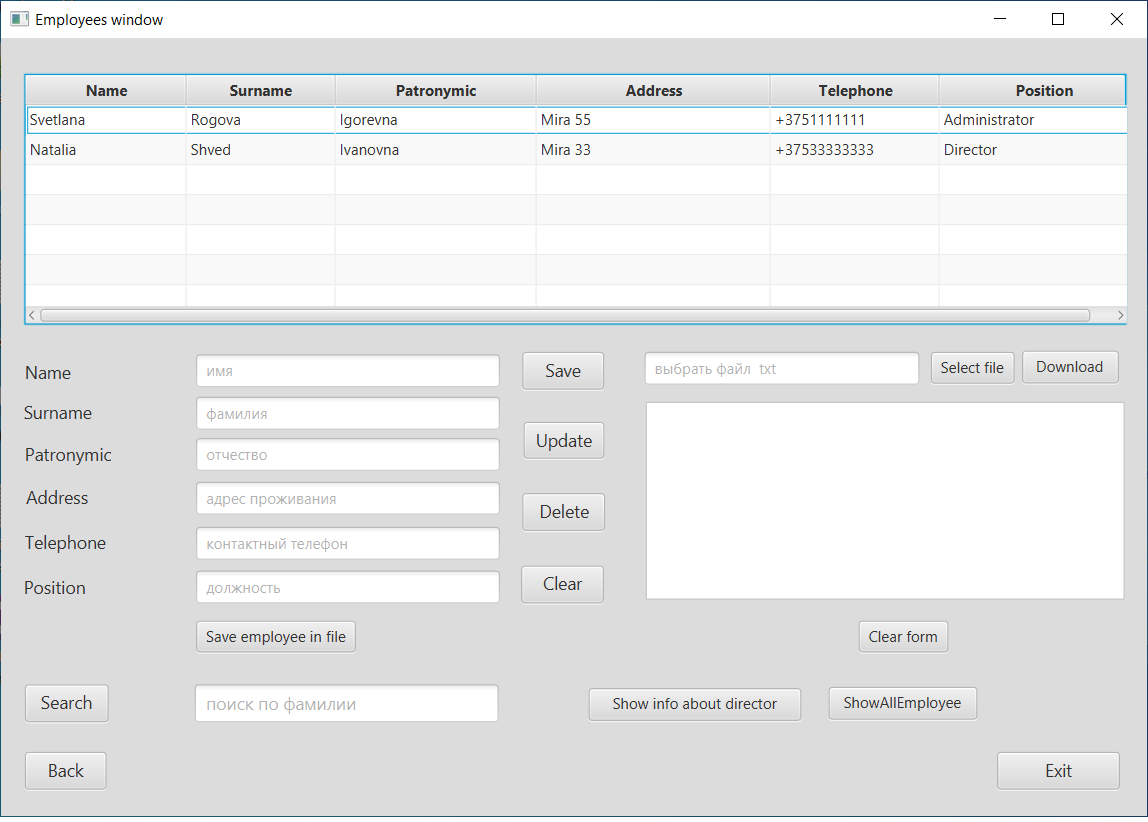 Employees window
Name Surname Patronymic Address Telephone Position
Svetlana Rogova Igorevna Mira 55 +3751111111 Administrator
Natalia Shved Ivanovna Mira 33 +37533333333 Director
Name имя Save выбрать файл txt Select file Download
Surname фамилия
Patronymic отчество Update
Address адрес проживания Delete
Telephone контактный телефон
Position должность Clear
Save employee in file Clear form
Search поиск по фамилии Show info about director ShowAllEmployee
Back Exit